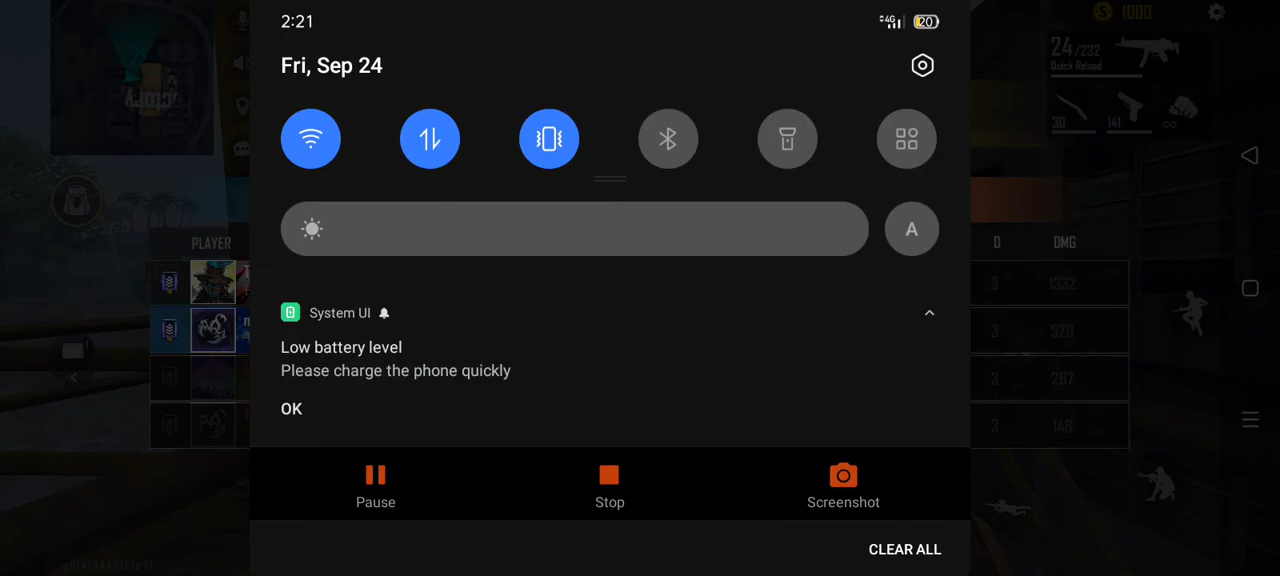 2:21
4G
20
Fri, Sep 24
A
System UI
Low battery level
Please charge the phone quickly
OK
Pause
Stop
Screenshot
CLEAR ALL
S 1000
24/232
Quick Reload
30
141
∞
PLAYER
D
DMG
3
1332
3
520
3
267
3
148